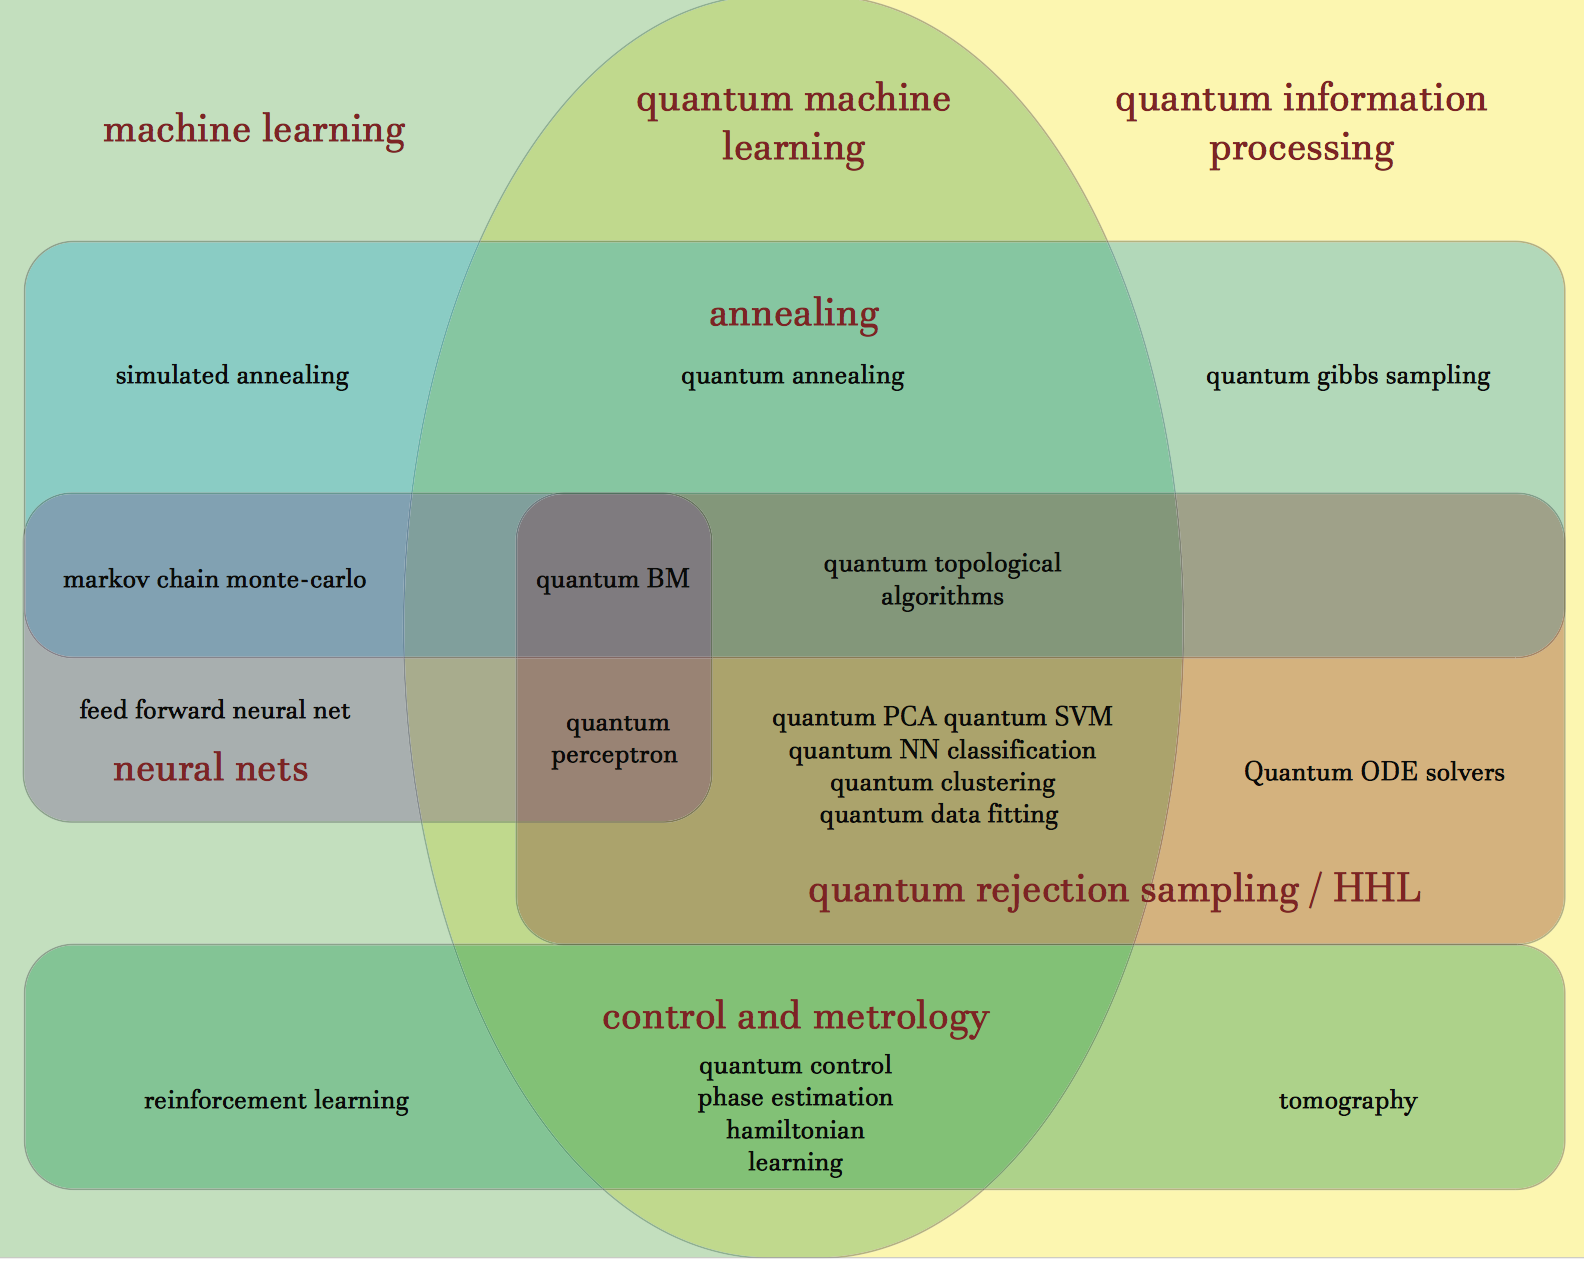 machine learning
quantum machine
learning
quantum information
processing
annealing
simulated annealing
quantum annealing
quantum gibbs sampling
markov chain monte-carlo
quantum BM
quantum topological
algorithms
feed forward neural net
neural nets
quantum
perceptron
quantum PCA quantum SVM
quantum NN classification
quantum clustering
quantum data fitting
Quantum ODE solvers
quantum rejection sampling / HHL
control and metrology
reinforcement learning
quantum control
phase estimation
hamiltonian
learning
tomography